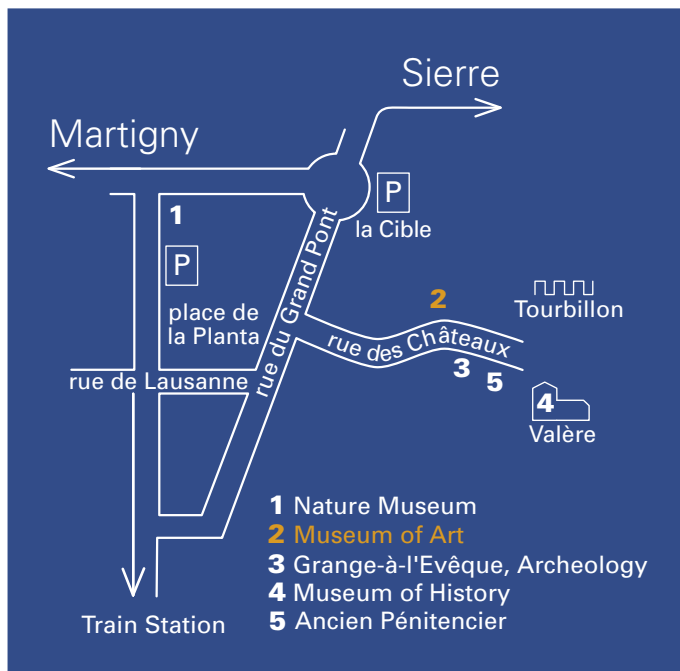 Sierre
Martigny
1
P
la Cible
P
place de
la Planta
rue du Grand Pont
2
Tourbillon
rue des Châteaux
3
5
rue de Lausanne
4
Valère
1 Nature Museum
2 Museum of Art
3 Grange-à-l'Evêque, Archeology
4 Museum of History
5 Ancien Pénitencier
Train Station